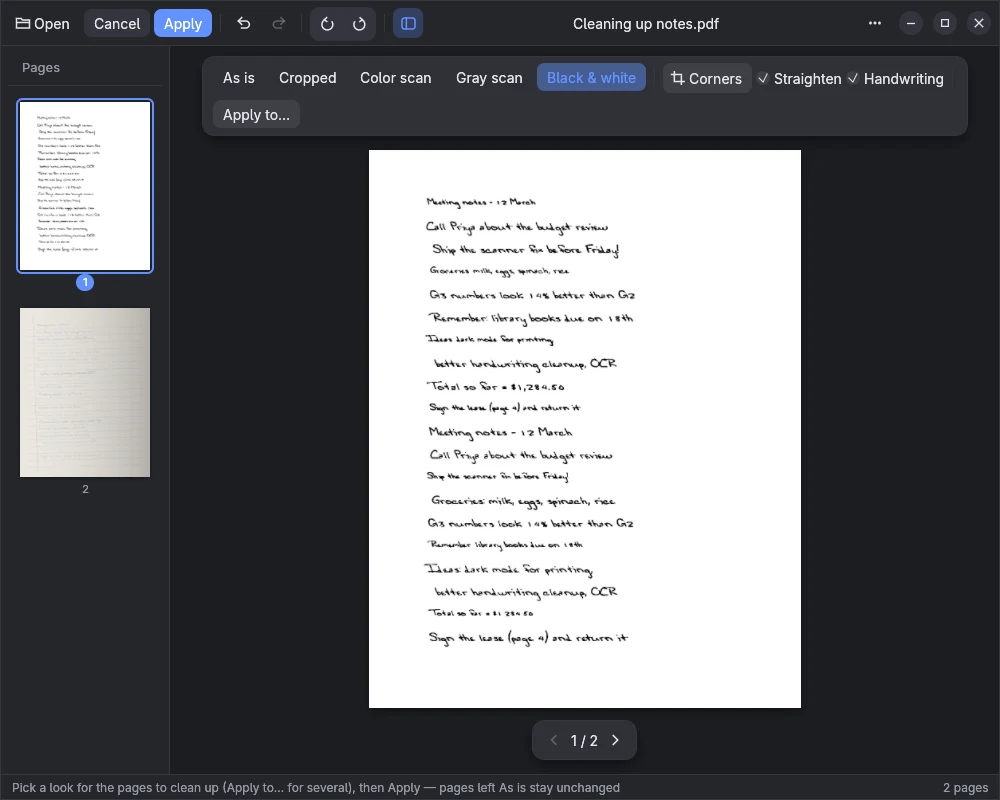 Open Cancel Apply Cleaning up notes.pdf
Pages
As is Cropped Color scan Gray scan Black & white Corners Straighten Handwriting
Apply to...
Meeting notes - 12 March
Call Priya about the budget review
Ship the scanner fix before Friday!
Groceries milk, eggs, spinach, rice
G3 numbers look 14% better than G2
Remember: library books due on 18th
Ideas dark mode for printing
better handwriting cleanup, OCR
Total so far = $1,284.50
Sign the lease (page 4) and return it
Meeting notes - 12 March
Call Priya about the budget review
Ship the scanner fix before Friday!
Groceries: milk, eggs, spinach, rice
G3 numbers look 14% better than G2
Remember library books due on 18th
Ideas: dark mode for printing
better handwriting cleanup, OCR
Total so far = $1 284.50
Sign the lease (page 4) and return it
1
2
1 / 2
Pick a look for the pages to clean up (Apply to... for several), then Apply — pages left As is stay unchanged 2 pages